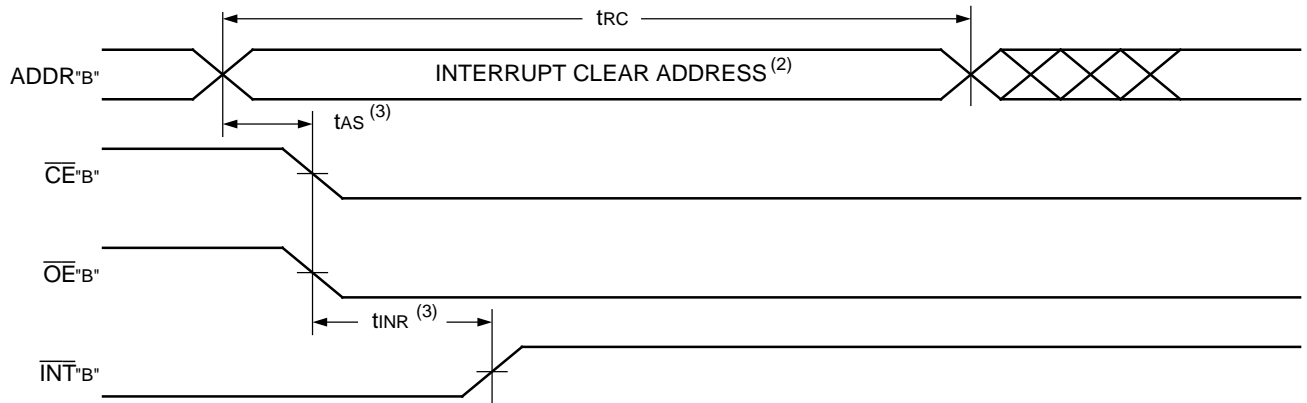 tRC
ADDR"B"
INTERRUPT CLEAR ADDRESS(2)
tAS (3)
CE"B"
OE"B"
tINR (3)
INT"B"